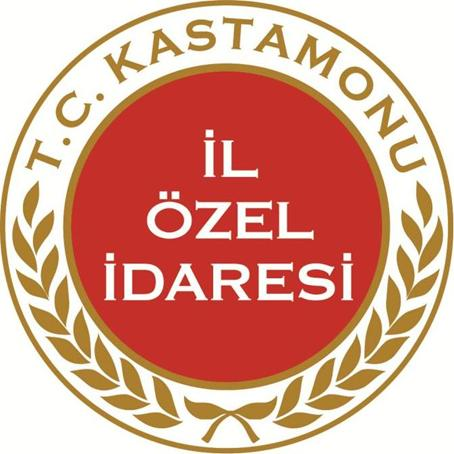 T.C. KASTAMONU
İL
ÖZEL
İDARESİ